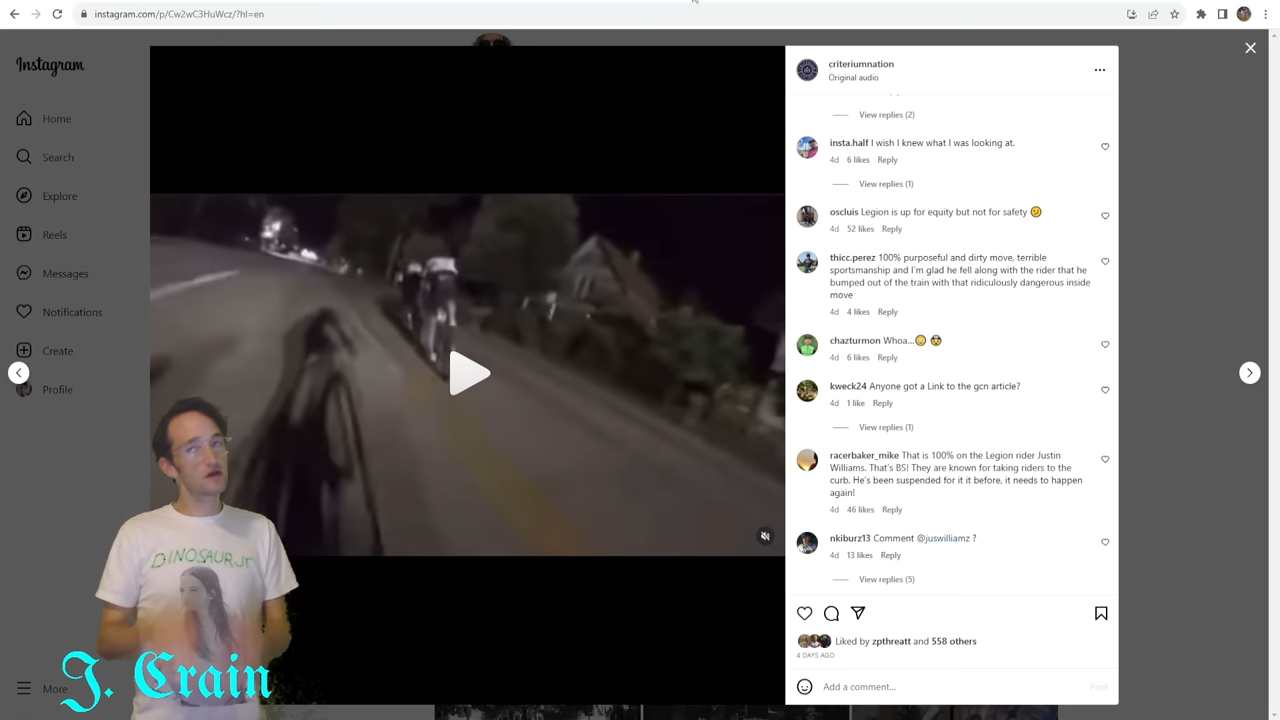 instagram.com/p/Cw2wC3HuWcz/?hl=en
Instagram
Home
Search
Explore
Reels
Messages
Notifications
Create
Profile
More
criteriumnation
Original audio
View replies (2)
insta.half I wish I knew what I was looking at.
4d 6 likes Reply
View replies (1)
oscluis Legion is up for equity but not for safety 😕
4d 52 likes Reply
thicc.perez 100% purposeful and dirty move, terrible
sportsmanship and I'm glad he fell along with the rider that he
bumped out of the train with that ridiculously dangerous inside
move
4d 4 likes Reply
chazturmon Whoa...😳 🤯
4d 6 likes Reply
kweck24 Anyone got a Link to the gcn article?
4d 1 like Reply
View replies (1)
racerbaker_mike That is 100% on the Legion rider Justin
Williams. That's BS! They are known for taking riders to the
curb. He's been suspended for it it before, it needs to happen
again!
4d 46 likes Reply
nkiburz13 Comment @juswilliamz ?
4d 13 likes Reply
View replies (5)
Liked by zpthreatt and 558 others
4 DAYS AGO
Add a comment...
Post
DINOSAUR JR
J. Crain